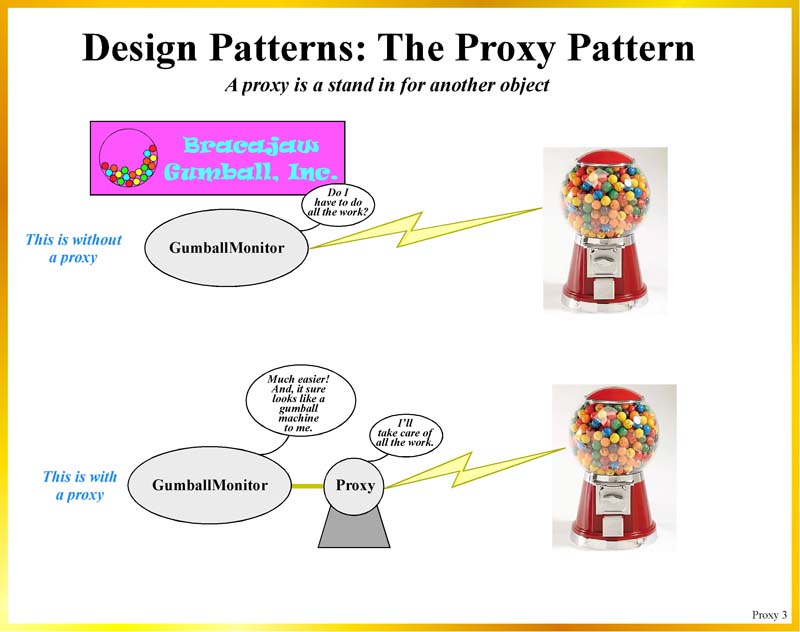 Design Patterns: The Proxy Pattern
A proxy is a stand in for another object
Bracajaw
Gumball, Inc.
Do I
have to do
all the work?
This is without
a proxy
GumballMonitor
Much easier!
And, it sure
looks like a
gumball
machine
to me.
I'll
take care of
all the work.
This is with
a proxy
GumballMonitor
Proxy
Proxy 3